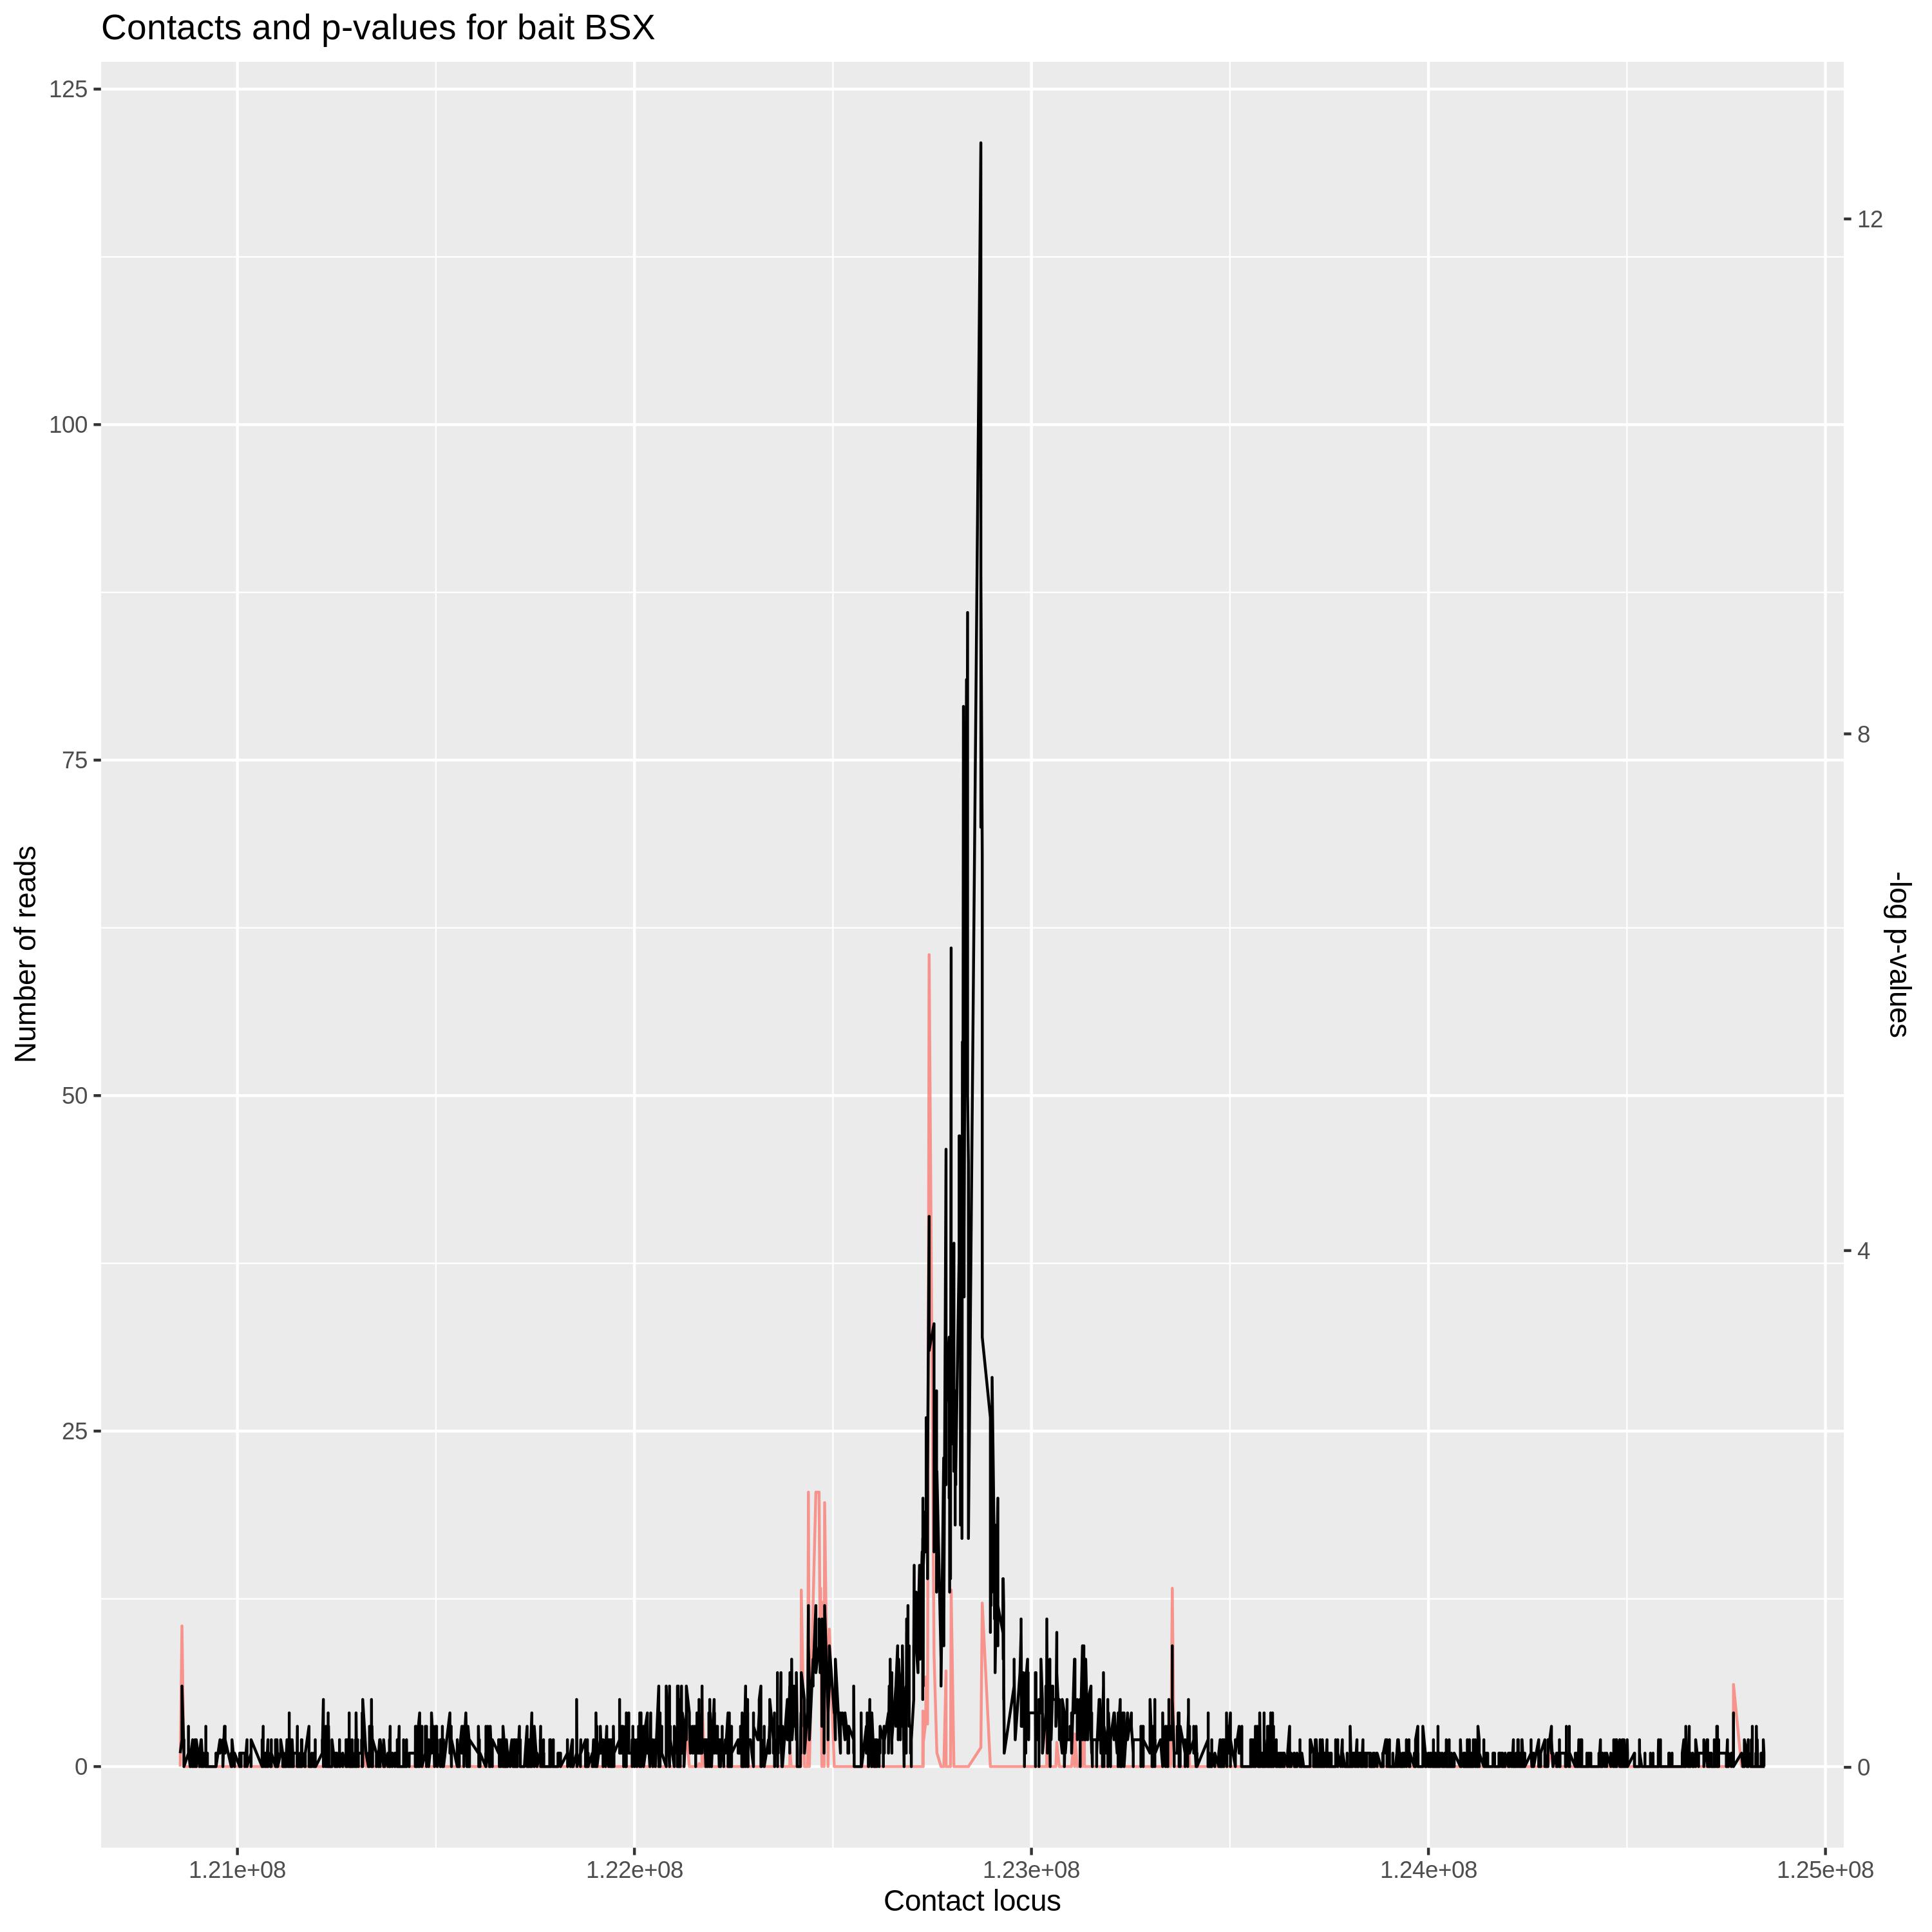 Contacts and p-values for bait BSX
125
100
75
50
25
0
Number of reads
12
8
4
0
-log p-values
1.21e+08
1.22e+08
1.23e+08
1.24e+08
1.25e+08
Contact locus